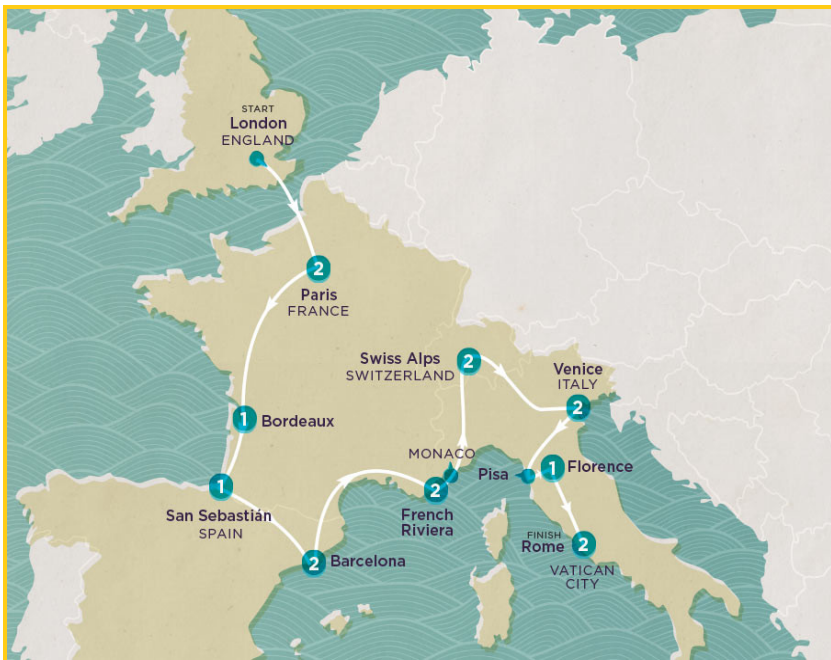 START
London
ENGLAND
2
Paris
FRANCE
1
Bordeaux
1
San Sebastián
SPAIN
2
Barcelona
2
French
Riviera
MONACO
Swiss Alps
SWITZERLAND
2
Venice
ITALY
2
Pisa
1
Florence
FINISH
Rome
2
VATICAN
CITY